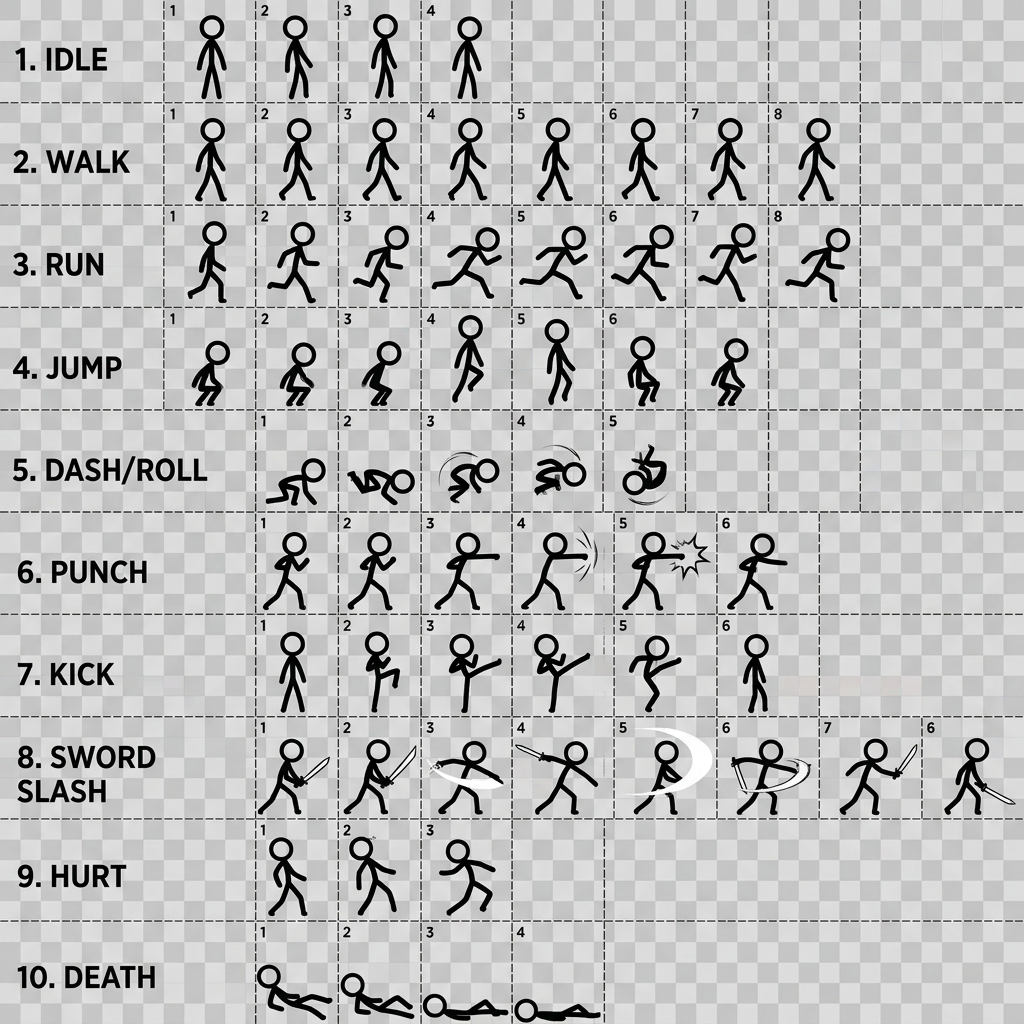 1 2 3 4
1. IDLE
1 2 3 4 5 6 7 8
2. WALK
1 2 3 4 5 6 7 8
3. RUN
1 2 3 4 5 6
4. JUMP
1 2 3 4 5
5. DASH/ROLL
1 2 3 4 5 6
6. PUNCH
1 2 3 4 5 6
7. KICK
1 2 3 4 5 6 7 6
8. SWORD
SLASH
1 2 3
9. HURT
1 2 3 4
10. DEATH